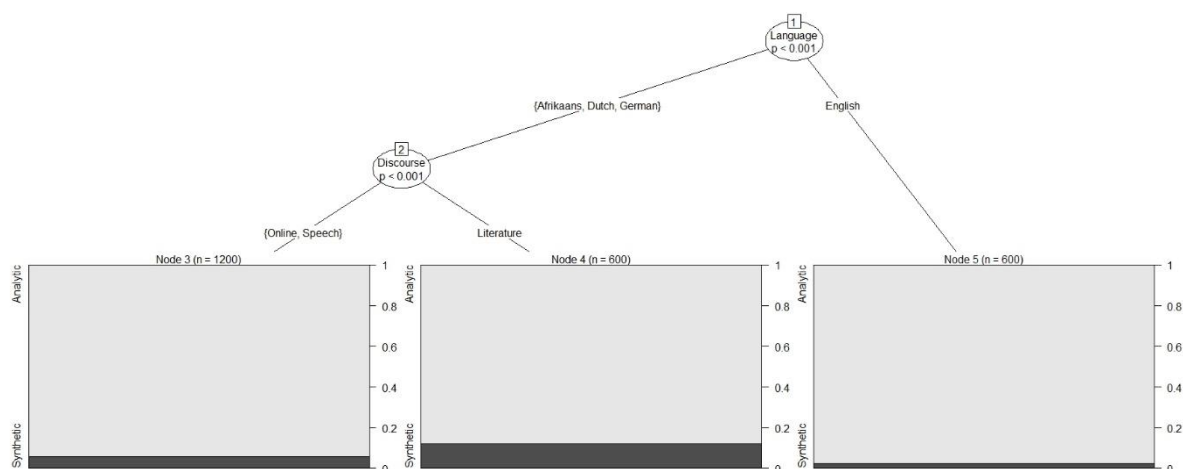 1
Language
p < 0.001
{Afrikaans, Dutch, German}
English
2
Discourse
p < 0.001
{Online, Speech}
Literature
Node 3 (n = 1200)
Analytic
Synthetic
1
0.8
0.6
0.4
0.2
0
Node 4 (n = 600)
Analytic
Synthetic
1
0.8
0.6
0.4
0.2
0
Node 5 (n = 600)
Analytic
Synthetic
1
0.8
0.6
0.4
0.2
0